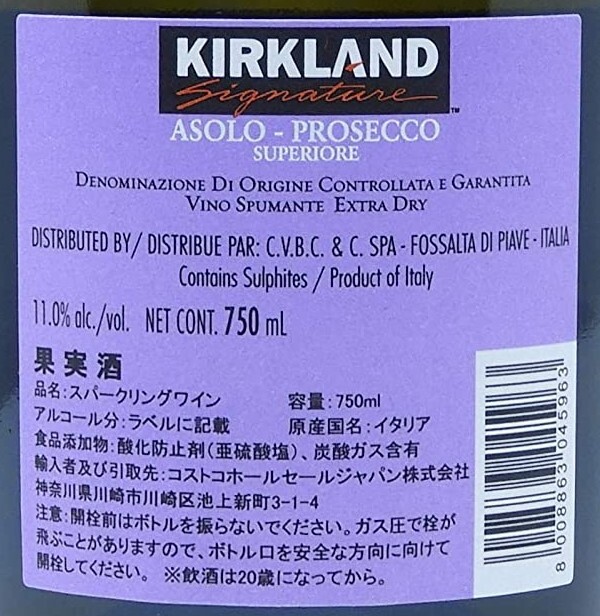 KIRKLAND
Signature™
ASOLO - PROSECCO
SUPERIORE
DENOMINAZIONE DI ORIGINE CONTROLLATA E GARANTITA
VINO SPUMANTE EXTRA DRY
DISTRIBUTED BY/ DISTRIBUE PAR: C.V.B.C. & C. SPA - FOSSALTA DI PIAVE - ITALIA
Contains Sulphites / Product of Italy
11.0% alc./vol. NET CONT. 750 mL
果実酒
品名:スパークリングワイン 容量:750ml
アルコール分:ラベルに記載 原産国名:イタリア
食品添加物:酸化防止剤(亜硫酸塩)、炭酸ガス含有
輸入者及び引取先:コストコホールセールジャパン株式会社
神奈川県川崎市川崎区池上新町3-1-4
注意:開栓前はボトルを振らないでください。ガス圧で栓が
飛ぶことがありますので、ボトル口を安全な方向に向けて
開栓してください。 ※飲酒は20歳になってから。
8 008863 045963